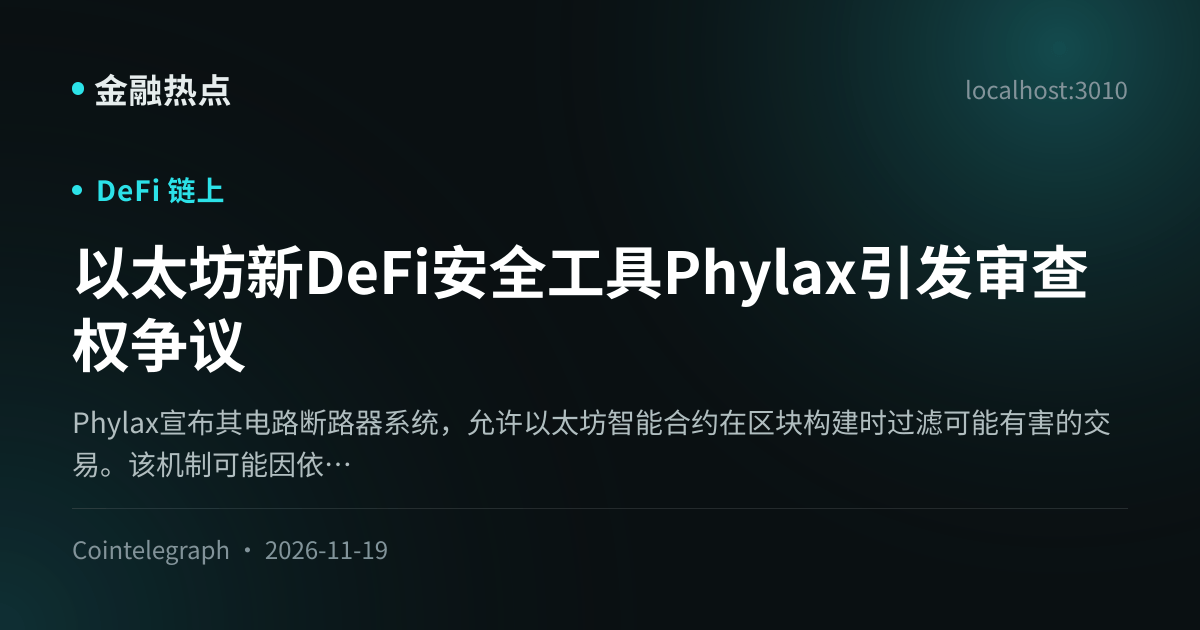 金融热点
localhost:3010
DeFi 链上
以太坊新DeFi安全工具Phylax引发审查
权争议
Phylax宣布其电路断路器系统，允许以太坊智能合约在区块构建时过滤可能有害的交
易。该机制可能因依…
Cointelegraph · 2026-11-19